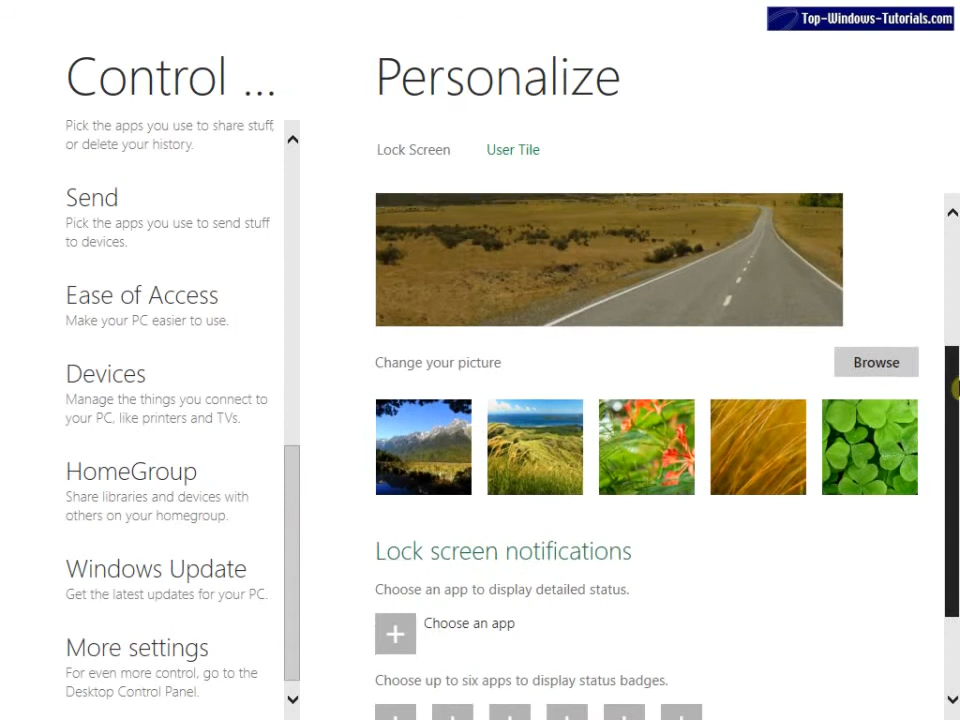 Top-Windows-Tutorials.com
Control ...
Pick the apps you use to share stuff,
or delete your history.
Send
Pick the apps you use to send stuff
to devices.
Ease of Access
Make your PC easier to use.
Devices
Manage the things you connect to
your PC, like printers and TVs.
HomeGroup
Share libraries and devices with
others on your homegroup.
Windows Update
Get the latest updates for your PC.
More settings
For even more control, go to the
Desktop Control Panel.
Personalize
Lock Screen User Tile
Change your picture
Browse
Lock screen notifications
Choose an app to display detailed status.
Choose an app
Choose up to six apps to display status badges.